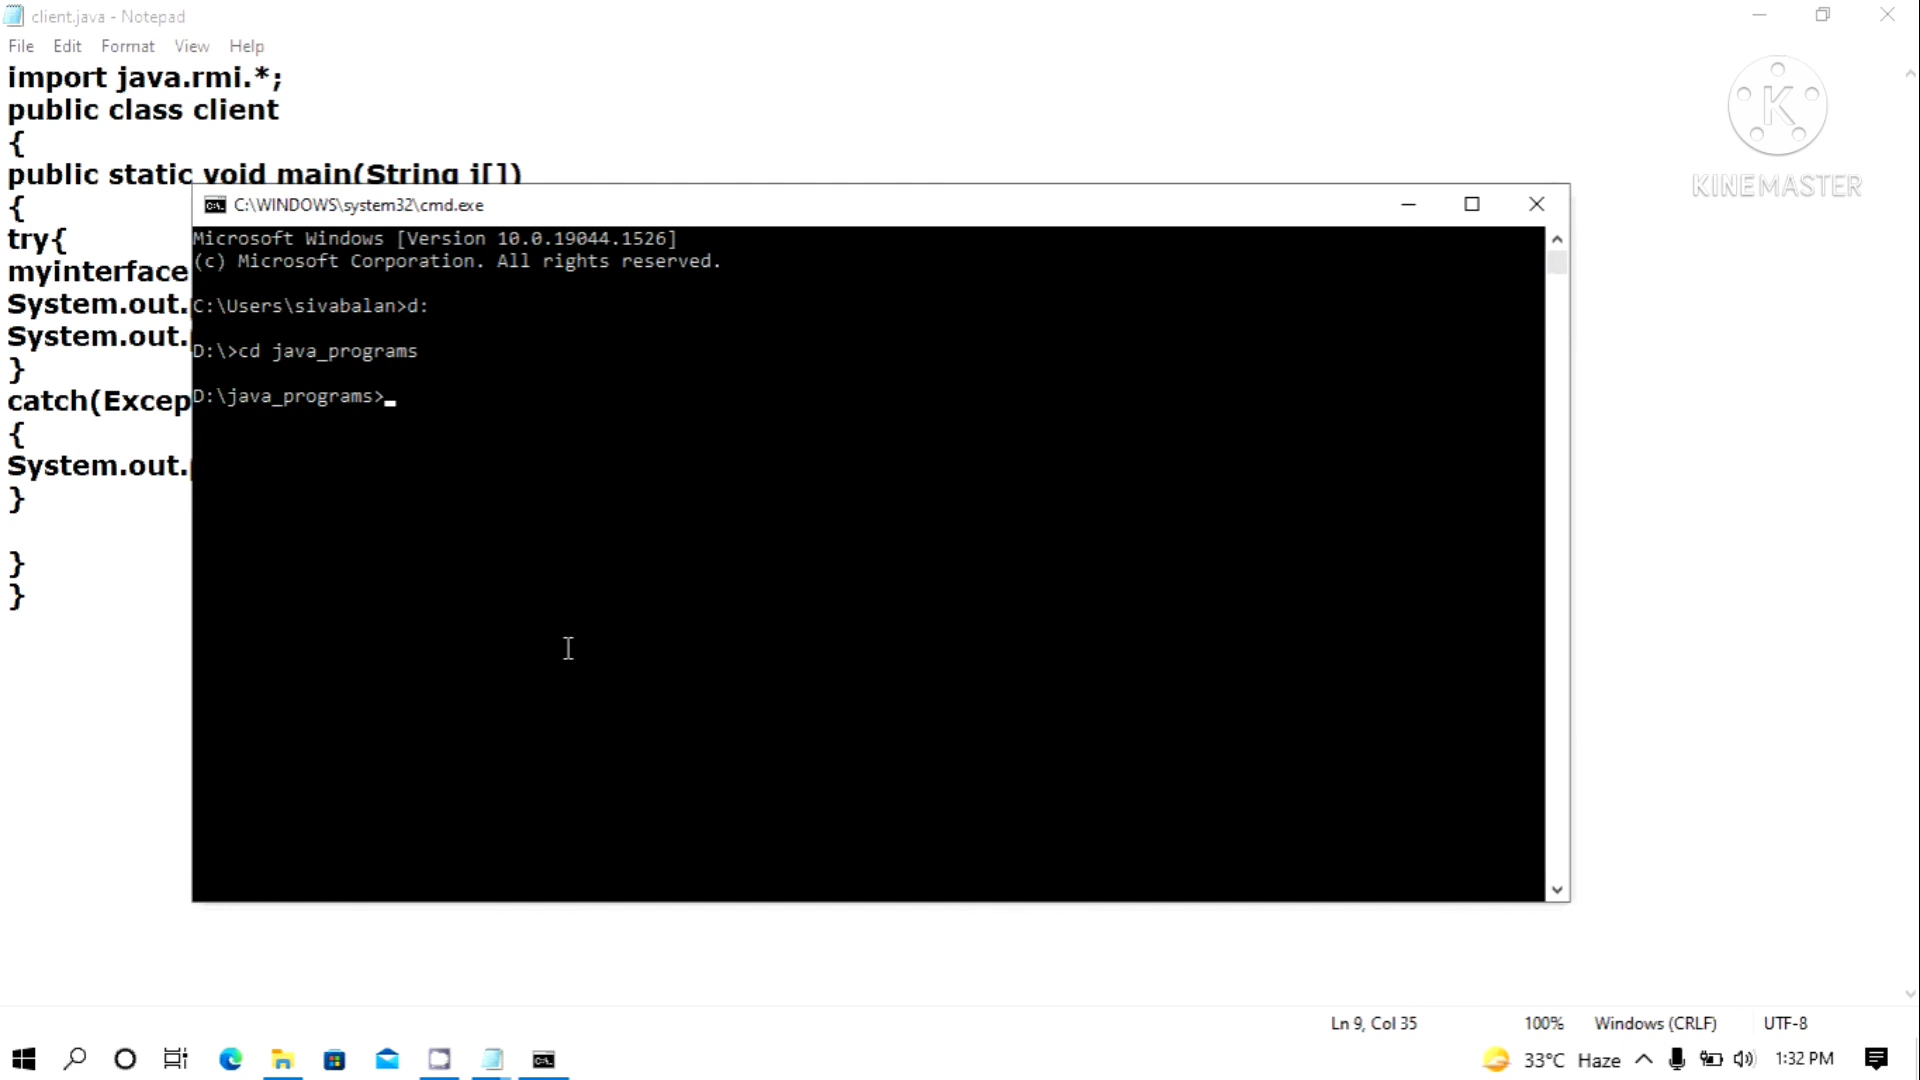 client.java - Notepad
File Edit Format View Help
import java.rmi.*;
public class client
{
public static void main(String j[])
{
try{
myinterface
System.out.
System.out.
}
catch(Excep
{
System.out.
}
}
}
C:\WINDOWS\system32\cmd.exe
Microsoft Windows [Version 10.0.19044.1526]
(c) Microsoft Corporation. All rights reserved.
C:\Users\sivabalan>d:
D:\>cd java_programs
D:\java_programs>
K
KINEMASTER
Ln 9, Col 35 100% Windows (CRLF) UTF-8
33°C Haze 1:32 PM